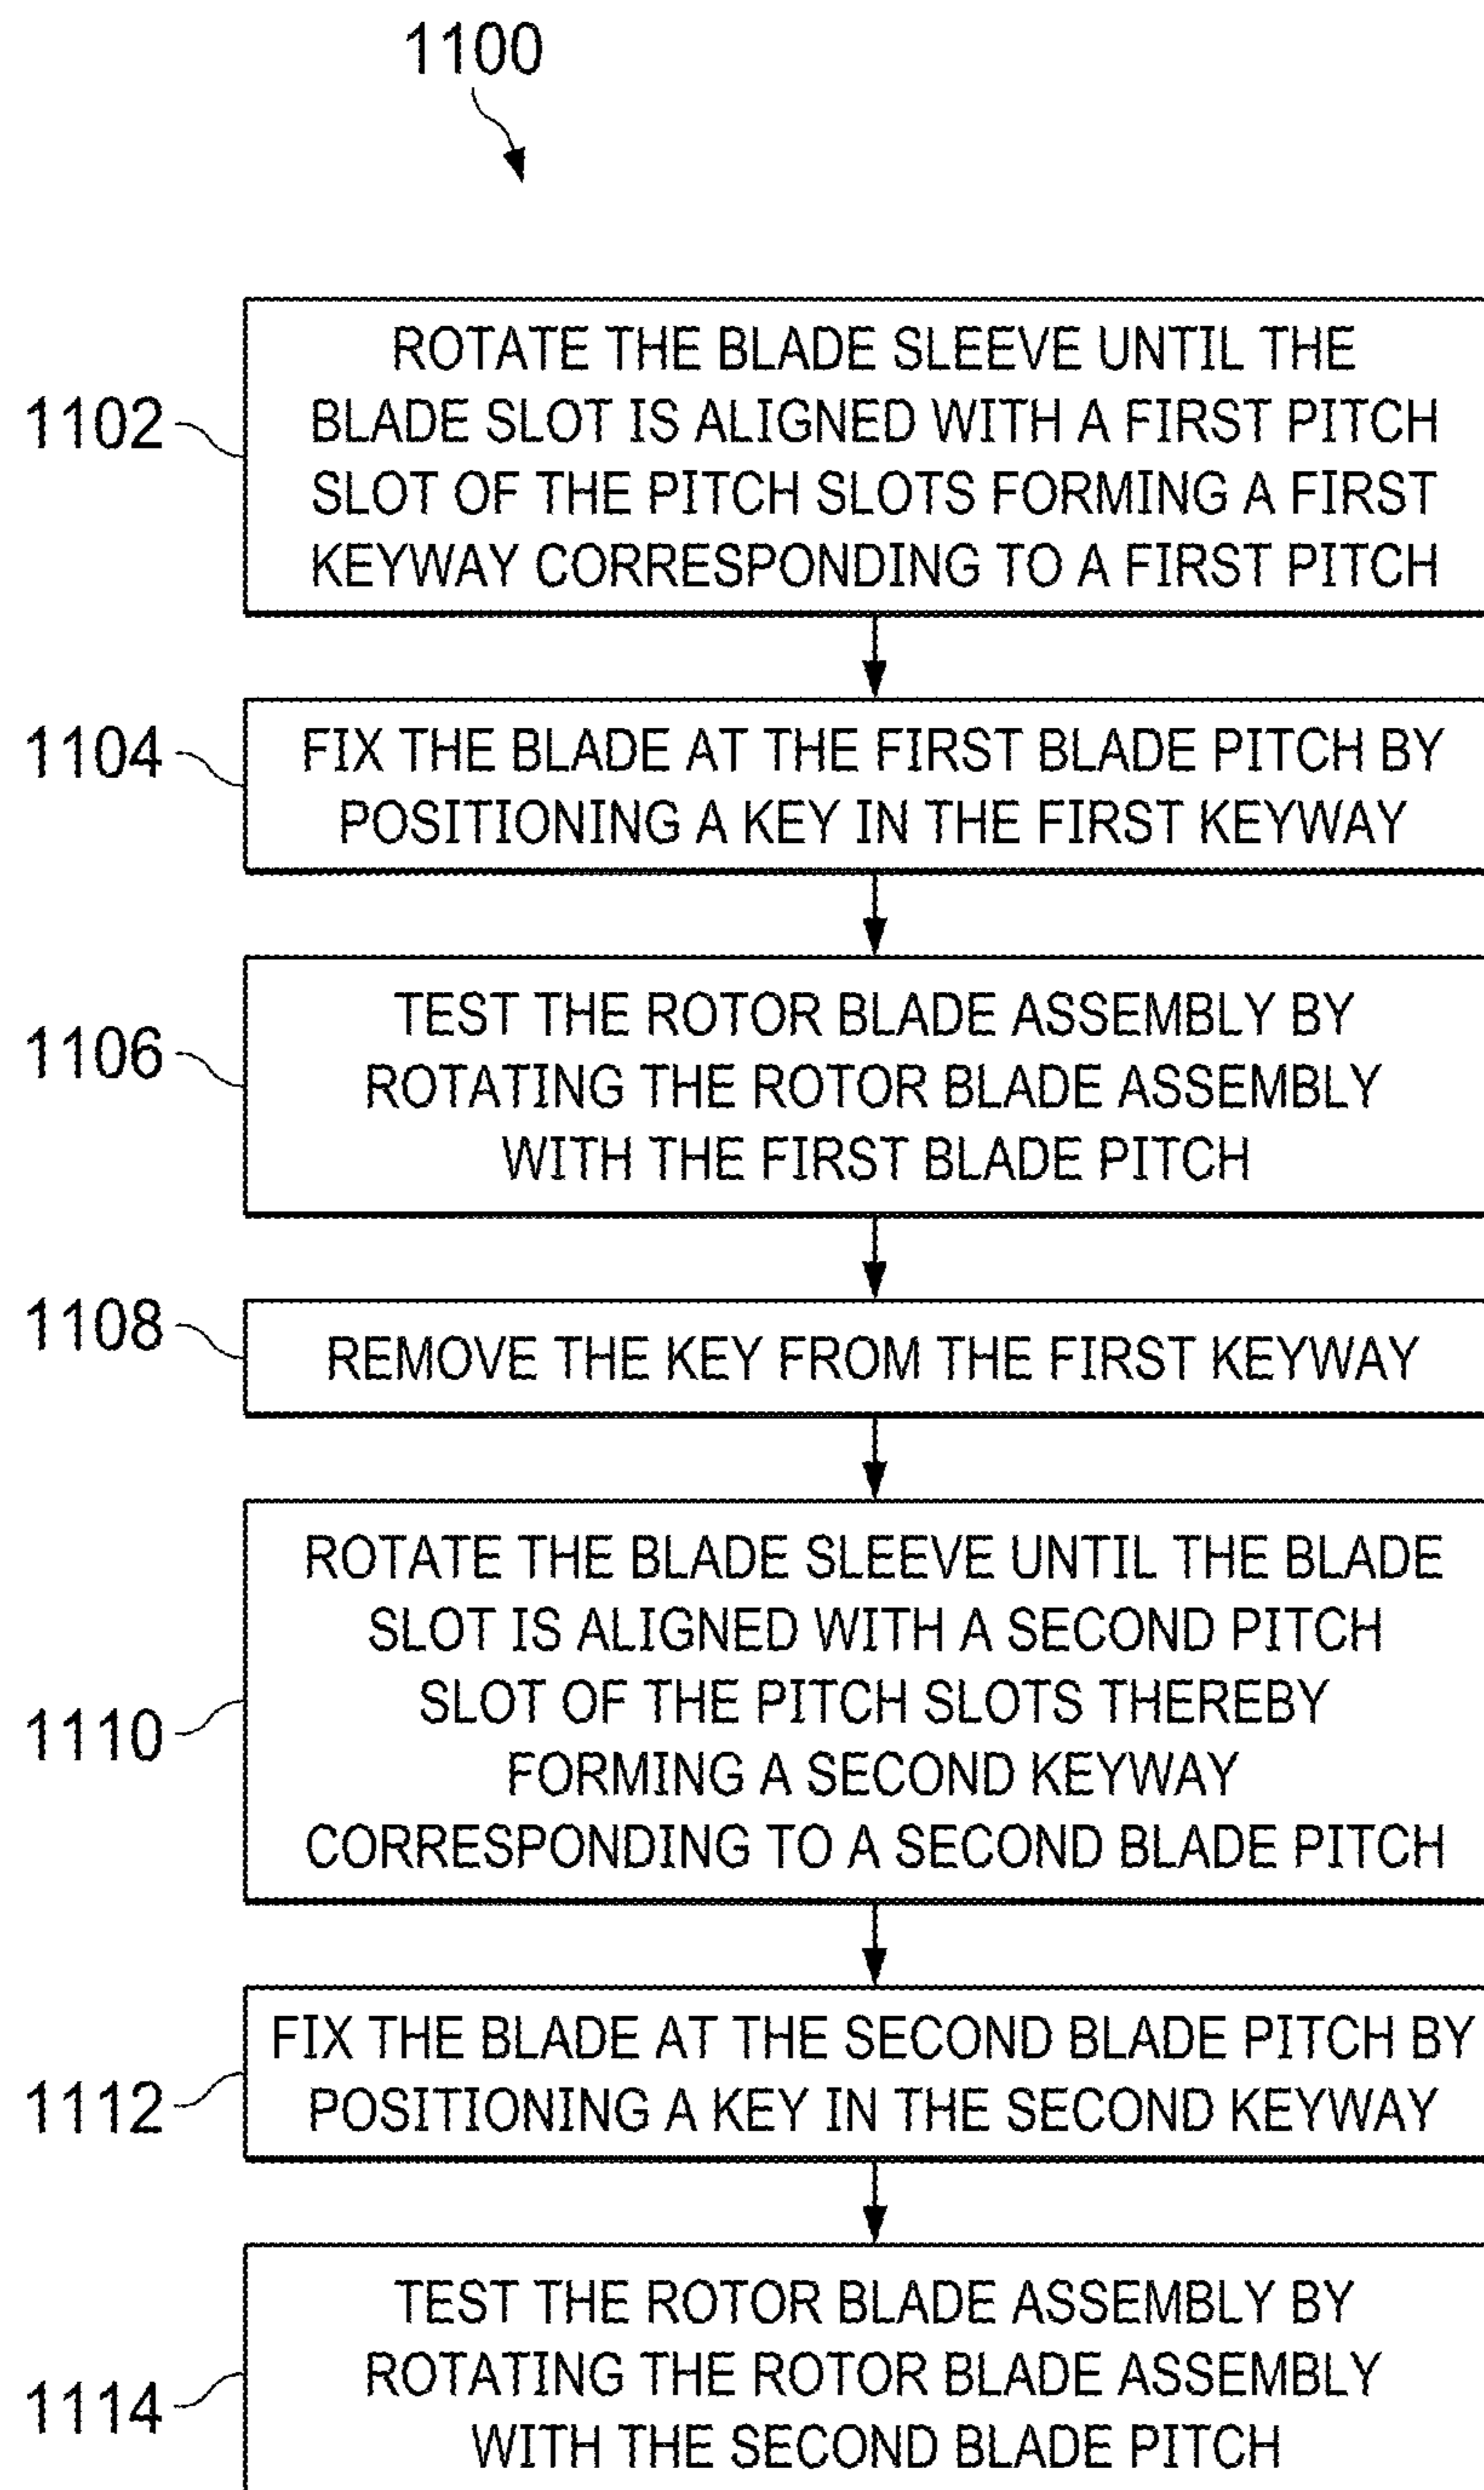 1100
1102
ROTATE THE BLADE SLEEVE UNTIL THE
BLADE SLOT IS ALIGNED WITH A FIRST PITCH
SLOT OF THE PITCH SLOTS FORMING A FIRST
KEYWAY CORRESPONDING TO A FIRST PITCH
1104
FIX THE BLADE AT THE FIRST BLADE PITCH BY
POSITIONING A KEY IN THE FIRST KEYWAY
1106
TEST THE ROTOR BLADE ASSEMBLY BY
ROTATING THE ROTOR BLADE ASSEMBLY
WITH THE FIRST BLADE PITCH
1108
REMOVE THE KEY FROM THE FIRST KEYWAY
1110
ROTATE THE BLADE SLEEVE UNTIL THE BLADE
SLOT IS ALIGNED WITH A SECOND PITCH
SLOT OF THE PITCH SLOTS THEREBY
FORMING A SECOND KEYWAY
CORRESPONDING TO A SECOND BLADE PITCH
1112
FIX THE BLADE AT THE SECOND BLADE PITCH BY
POSITIONING A KEY IN THE SECOND KEYWAY
1114
TEST THE ROTOR BLADE ASSEMBLY BY
ROTATING THE ROTOR BLADE ASSEMBLY
WITH THE SECOND BLADE PITCH